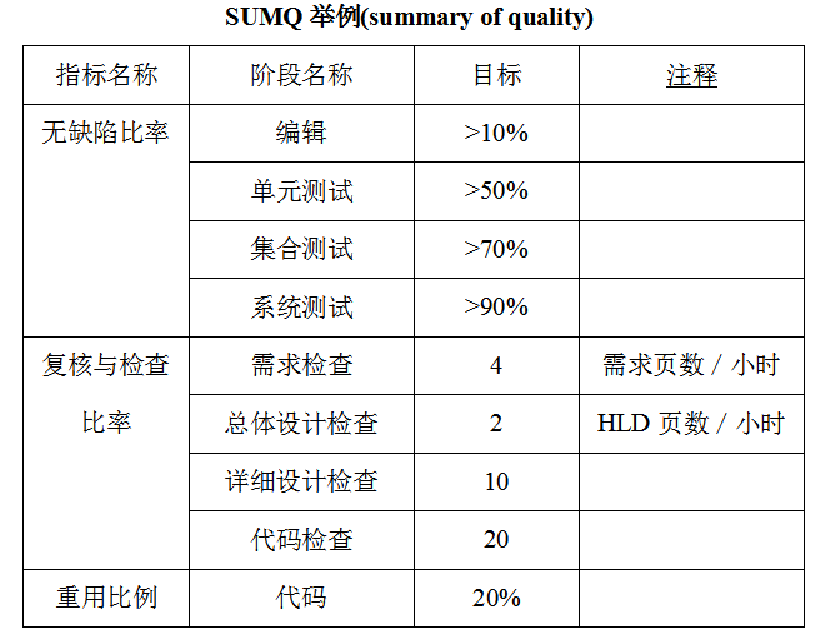 SUMQ 举例(summary of quality)
指标名称 阶段名称 目标 注释
无缺陷比率 编辑 >10%
单元测试 >50%
集合测试 >70%
系统测试 >90%
复核与检查 需求检查 4 需求页数/小时
比率 总体设计检查 2 HLD 页数/小时
详细设计检查 10
代码检查 20
重用比例 代码 20%